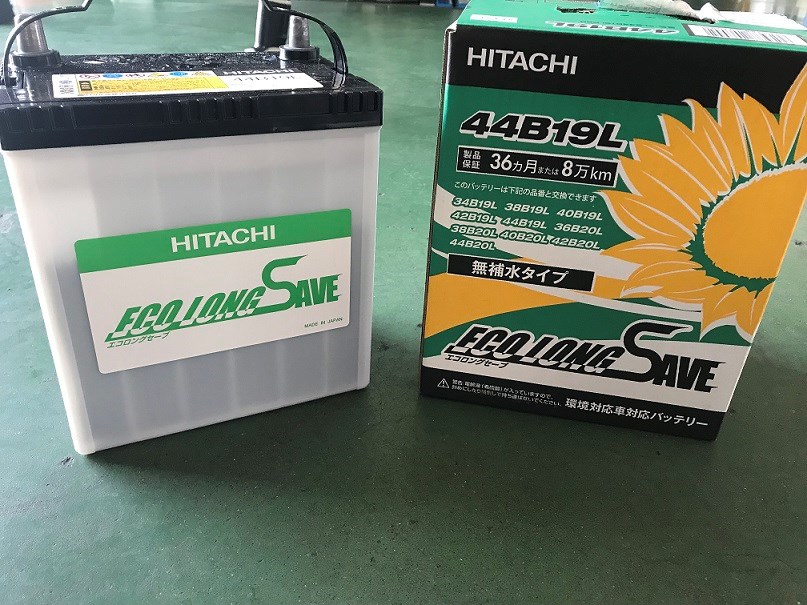 HITACHI
HITACHI
ECO LONG SAVE
エコロングセーブ
MADE IN JAPAN
44B19L
HITACHI
44B19L
製品保証 36カ月または8万km
このバッテリーは下記の品番と交換できます
34B19L 38B19L 40B19L
42B19L 44B19L 36B20L
38B20L 40B20L 42B20L
44B20L
無補水タイプ
ECO LONG SAVE
エコロングセーブ
環境対応車対応バッテリー